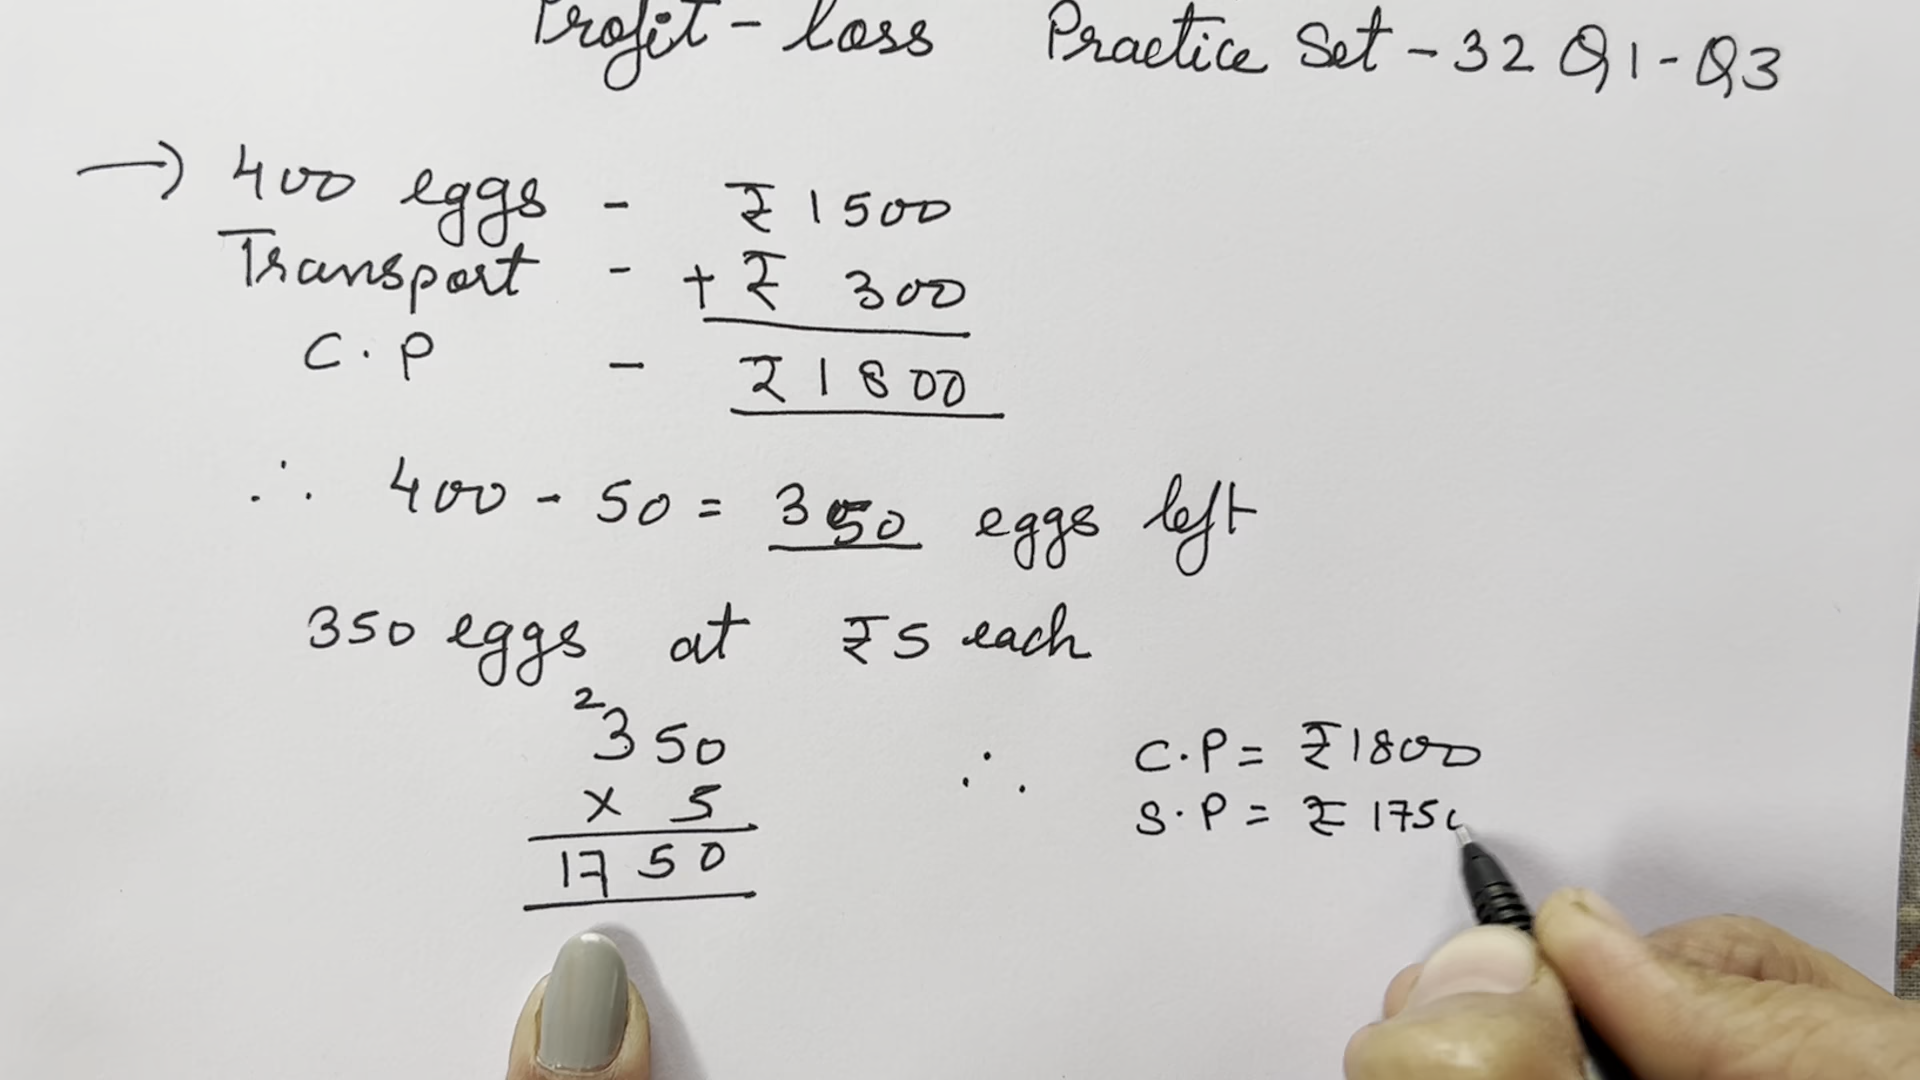 Profit - loss Practice Set - 32 Q1 - Q3
→ 400 eggs - ₹ 1500
Transport - + ₹ 300
C.P - ₹ 1800
∴ 400 - 50 = 350 eggs left
350 eggs at ₹5 each
2
350
x 5
1750
∴ C.P = ₹1800
S.P = ₹ 1750